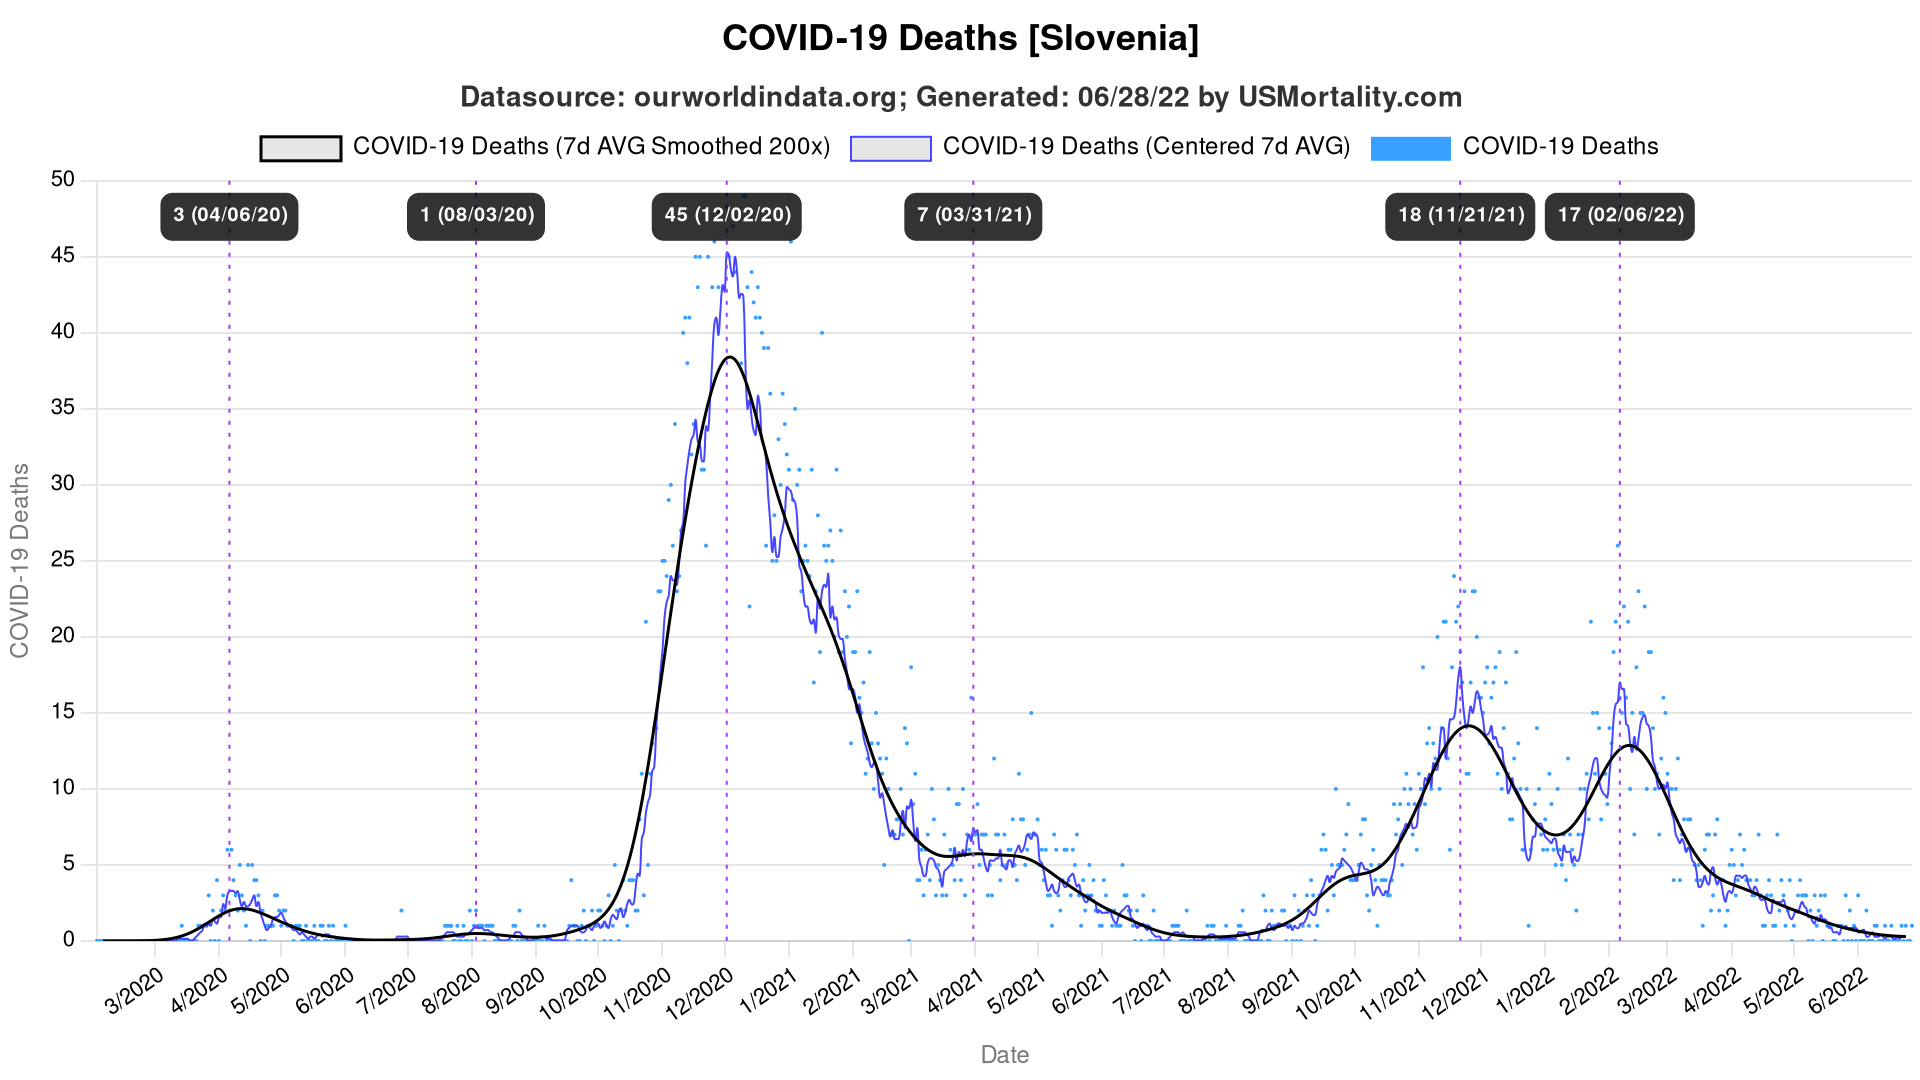 COVID-19 Deaths [Slovenia]
Datasource: ourworldindata.org; Generated: 06/28/22 by USMortality.com
COVID-19 Deaths (7d AVG Smoothed 200x) COVID-19 Deaths (Centered 7d AVG) COVID-19 Deaths
3 (04/06/20) 1 (08/03/20) 45 (12/02/20) 7 (03/31/21) 18 (11/21/21) 17 (02/06/22)
COVID-19 Deaths
50
45
40
35
30
25
20
15
10
5
0
3/2020 4/2020 5/2020 6/2020 7/2020 8/2020 9/2020 10/2020 11/2020 12/2020 1/2021 2/2021 3/2021 4/2021 5/2021 6/2021 7/2021 8/2021 9/2021 10/2021 11/2021 12/2021 1/2022 2/2022 3/2022 4/2022 5/2022 6/2022
Date